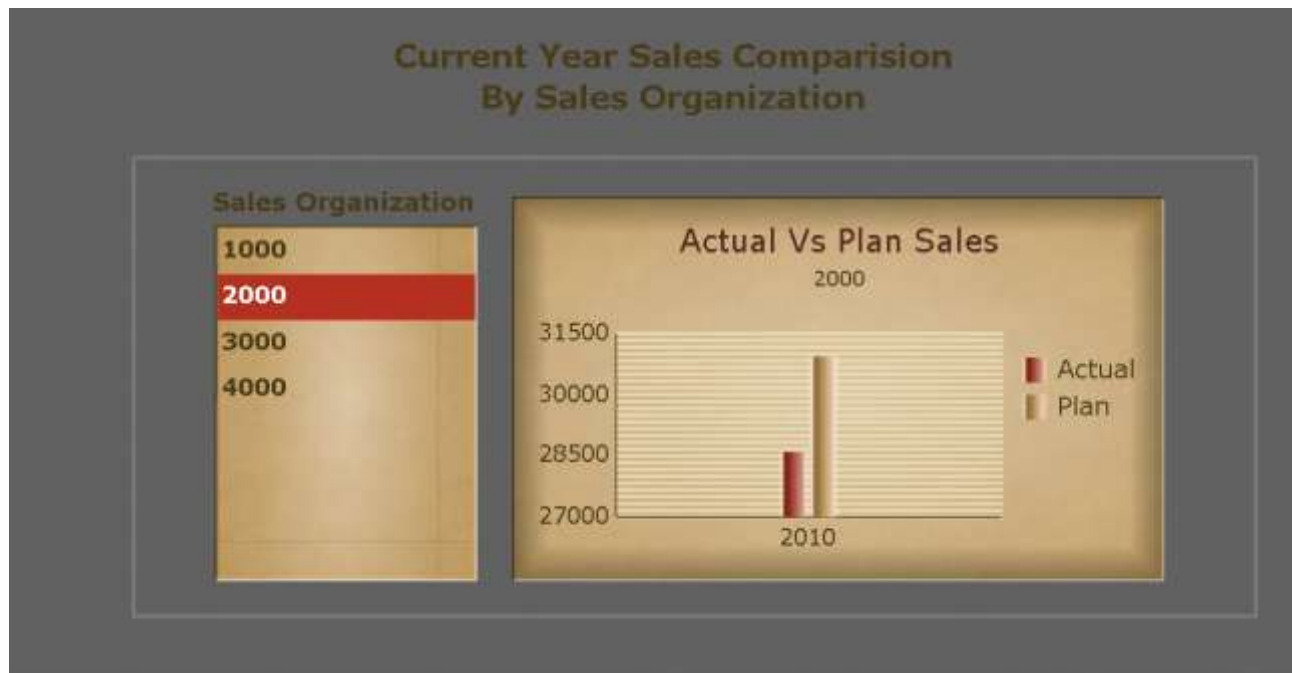 Current Year Sales Comparision
By Sales Organization
Sales Organization
1000
2000
3000
4000
Actual Vs Plan Sales
2000
31500
30000
28500
27000
2010
Actual
Plan